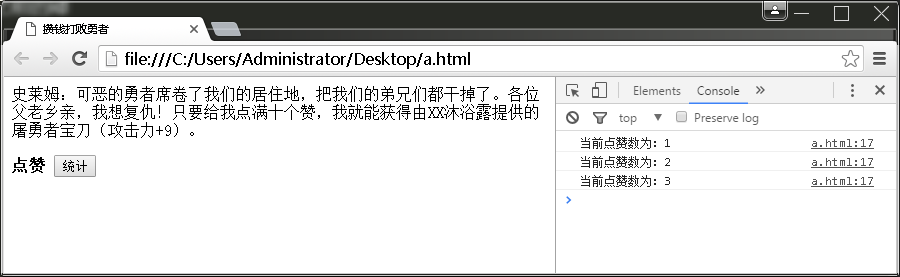 攒钱打败勇者
file:///C:/Users/Administrator/Desktop/a.html
史莱姆：可恶的勇者席卷了我们的居住地，把我们的弟兄们都干掉了。各位
父老乡亲，我想复仇！只要给我点满十个赞，我就能获得由XX沐浴露提供的
屠勇者宝刀（攻击力+9）。
点赞 统计
Elements Console »
top Preserve log
当前点赞数为：1 a.html:17
当前点赞数为：2 a.html:17
当前点赞数为：3 a.html:17